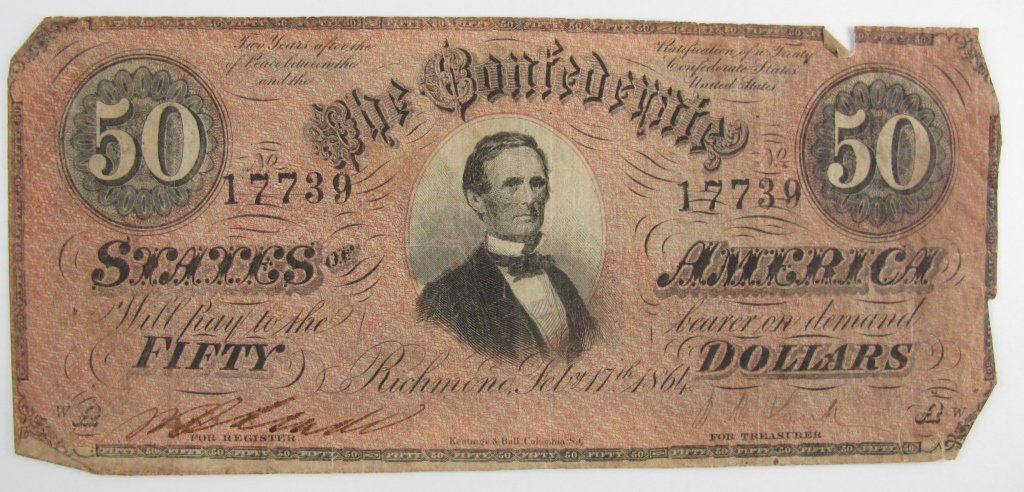 Two Years after the
of Peace between the
and the
Ratification of a Treaty
Confederate States
United States
The Confederate
50
50
No
17739
No
17739
STATES OF
AMERICA
Will pay to the
bearer on demand
FIFTY
DOLLARS
Richmond, Feby 17th 1864
W
W
FOR REGISTER
Keatinge & Ball, Columbia, S.C.
FOR TREASURER